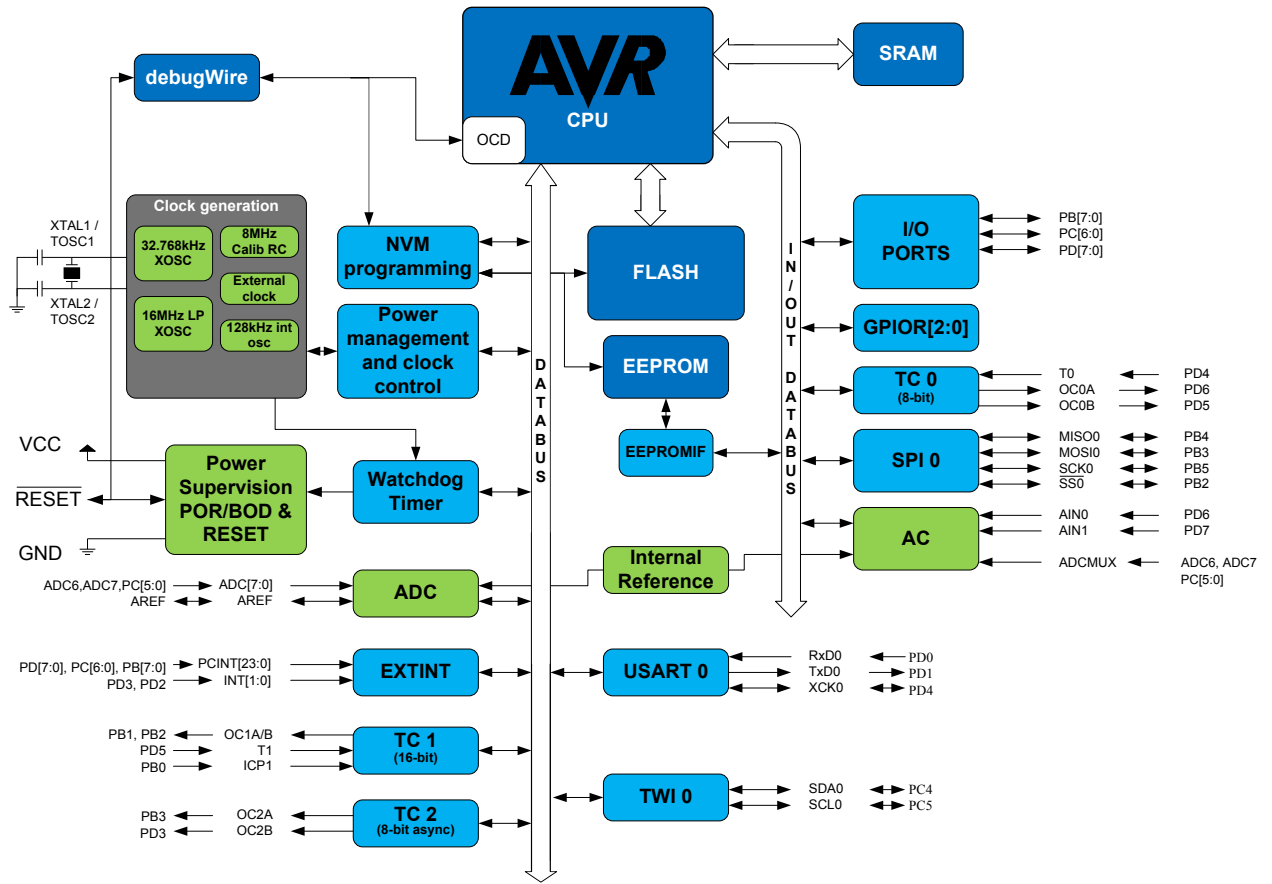 AVR
CPU
OCD
SRAM
debugWire
Clock generation
32.768kHz
XOSC
8MHz
Calib RC
External
clock
16MHz LP
XOSC
128kHz int
osc
XTAL1 /
TOSC1
XTAL2 /
TOSC2
NVM
programming
Power
management
and clock
control
FLASH
EEPROM
EEPROMIF
DATABUS
IN/OUT DATABUS
I/O
PORTS
PB[7:0]
PC[6:0]
PD[7:0]
GPIOR[2:0]
TC 0
(8-bit)
T0 PD4
OC0A PD6
OC0B PD5
SPI 0
MISO0 PB4
MOSI0 PB3
SCK0 PB5
SS0 PB2
AC
AIN0 PD6
AIN1 PD7
ADCMUX ADC6, ADC7
PC[5:0]
VCC
RESET
GND
Power
Supervision
POR/BOD &
RESET
Watchdog
Timer
Internal
Reference
ADC6,ADC7,PC[5:0] ADC[7:0]
AREF AREF
ADC
PD[7:0], PC[6:0], PB[7:0] PCINT[23:0]
PD3, PD2 INT[1:0]
EXTINT
USART 0
RxD0 PD0
TxD0 PD1
XCK0 PD4
PB1, PB2 OC1A/B
PD5 T1
PB0 ICP1
TC 1
(16-bit)
TWI 0
SDA0 PC4
SCL0 PC5
PB3 OC2A
PD3 OC2B
TC 2
(8-bit async)